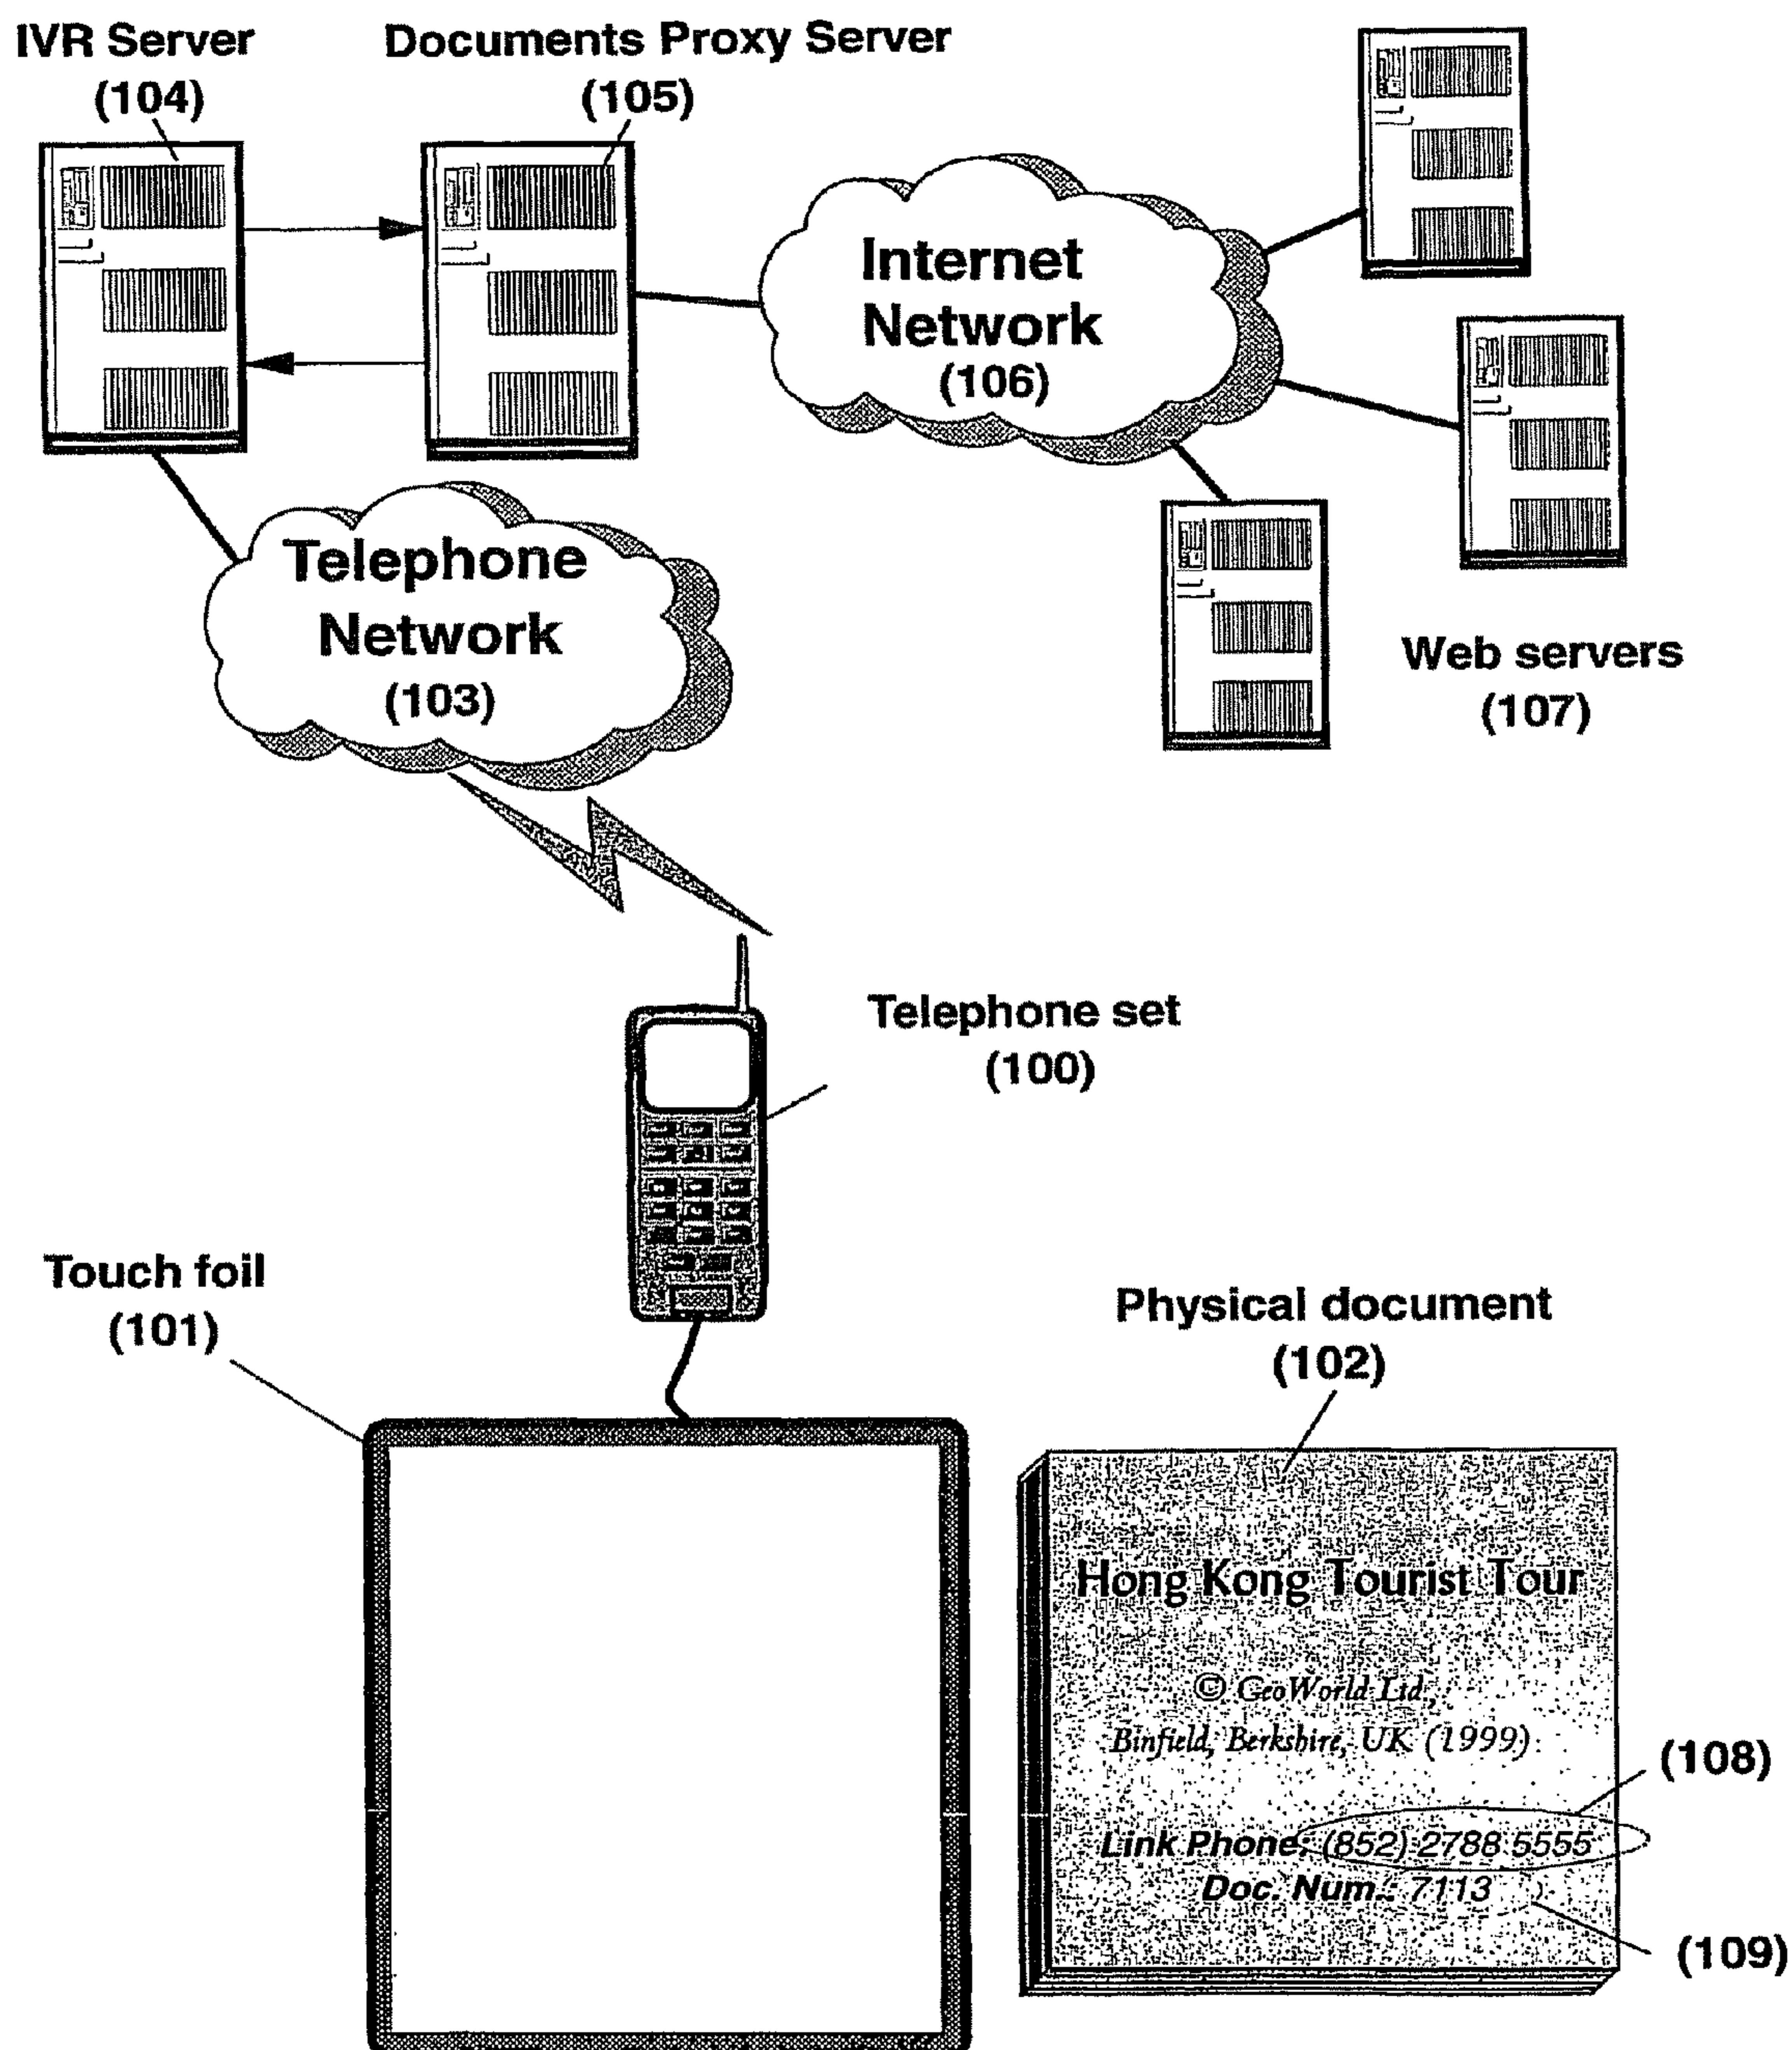 IVR Server
(104)
Documents Proxy Server
(105)
Internet
Network
(106)
Telephone
Network
(103)
Web servers
(107)
Telephone set
(100)
Touch foil
(101)
Physical document
(102)
Hong Kong Tourist Tour
© GeoWorld Ltd.,
Binfield, Berkshire, UK (1999)
(108)
Link Phone: (852) 2788 5555
Doc. Num.: 7113
(109)